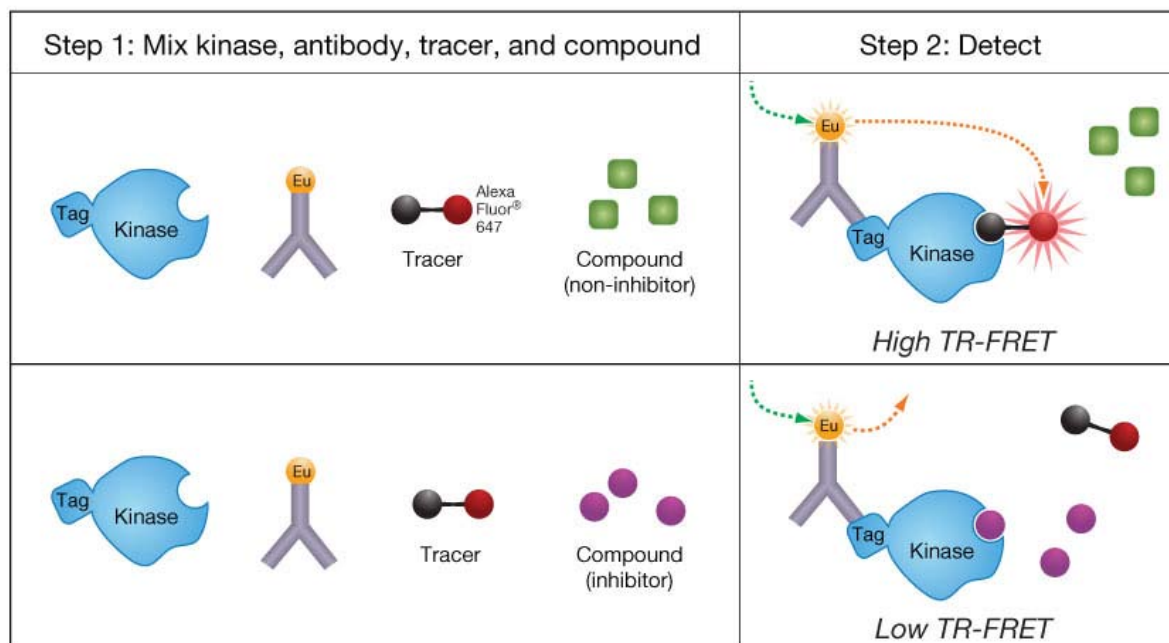 Step 1: Mix kinase, antibody, tracer, and compound
Step 2: Detect
Tag
Kinase
Eu
Alexa
Fluor®
647
Tracer
Compound
(non-inhibitor)
Eu
Tag
Kinase
High TR-FRET
Tag
Kinase
Eu
Tracer
Compound
(inhibitor)
Eu
Tag
Kinase
Low TR-FRET